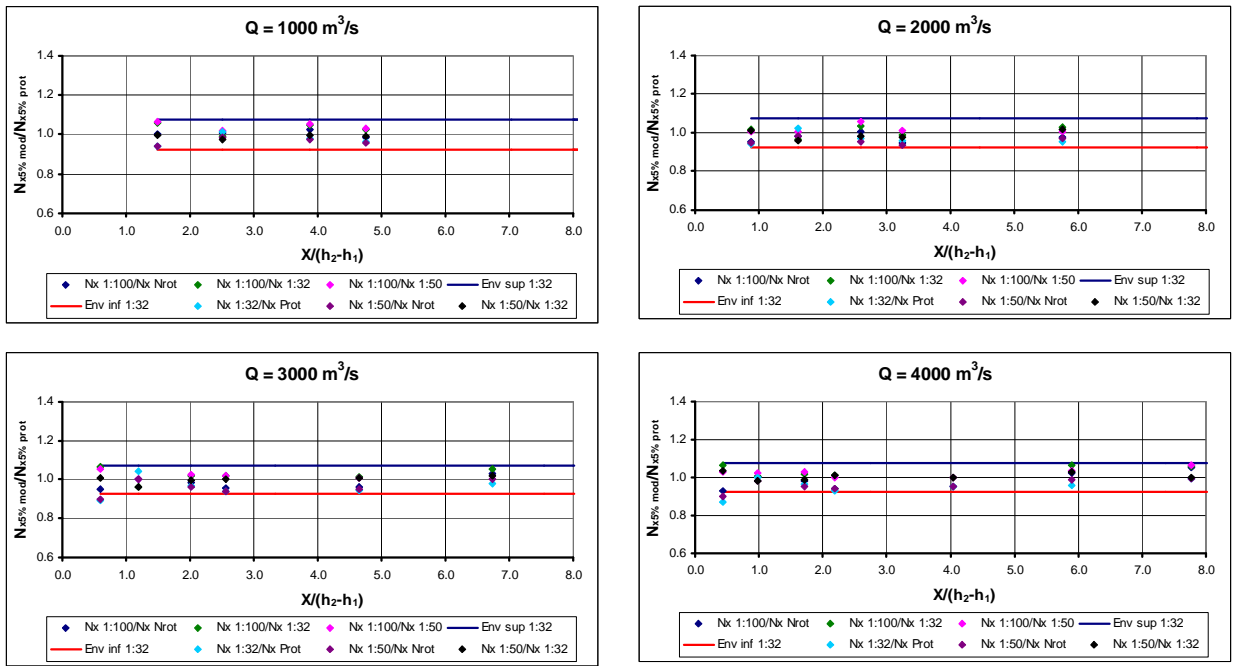 Q = 1000 m³/s
Nx5% mod/Nx5% prot
1.4
1.2
1.0
0.8
0.6
0.0 1.0 2.0 3.0 4.0 5.0 6.0 7.0 8.0
X/(h₂-h₁)
Nx 1:100/Nx Nrot Nx 1:100/Nx 1:32 Nx 1:100/Nx 1:50 Env sup 1:32
Env inf 1:32 Nx 1:32/Nx Prot Nx 1:50/Nx Nrot Nx 1:50/Nx 1:32
Q = 2000 m³/s
Nx5% mod/Nx5% prot
1.4
1.2
1.0
0.8
0.6
0.0 1.0 2.0 3.0 4.0 5.0 6.0 7.0 8.0
X/(h₂-h₁)
Nx 1:100/Nx Nrot Nx 1:100/Nx 1:32 Nx 1:100/Nx 1:50 Env sup 1:32
Env inf 1:32 Nx 1:32/Nx Prot Nx 1:50/Nx Nrot Nx 1:50/Nx 1:32
Q = 3000 m³/s
Nx5% mod/Nx5% prot
1.4
1.2
1.0
0.8
0.6
0.0 1.0 2.0 3.0 4.0 5.0 6.0 7.0 8.0
X/(h₂-h₁)
Nx 1:100/Nx Nrot Nx 1:100/Nx 1:32 Nx 1:100/Nx 1:50 Env sup 1:32
Env inf 1:32 Nx 1:32/Nx Prot Nx 1:50/Nx Nrot Nx 1:50/Nx 1:32
Q = 4000 m³/s
Nx5% mod/Nx5% prot
1.4
1.2
1.0
0.8
0.6
0.0 1.0 2.0 3.0 4.0 5.0 6.0 7.0 8.0
X/(h₂-h₁)
Nx 1:100/Nx Nrot Nx 1:100/Nx 1:32 Nx 1:100/Nx 1:50 Env sup 1:32
Env inf 1:32 Nx 1:32/Nx Prot Nx 1:50/Nx Nrot Nx 1:50/Nx 1:32